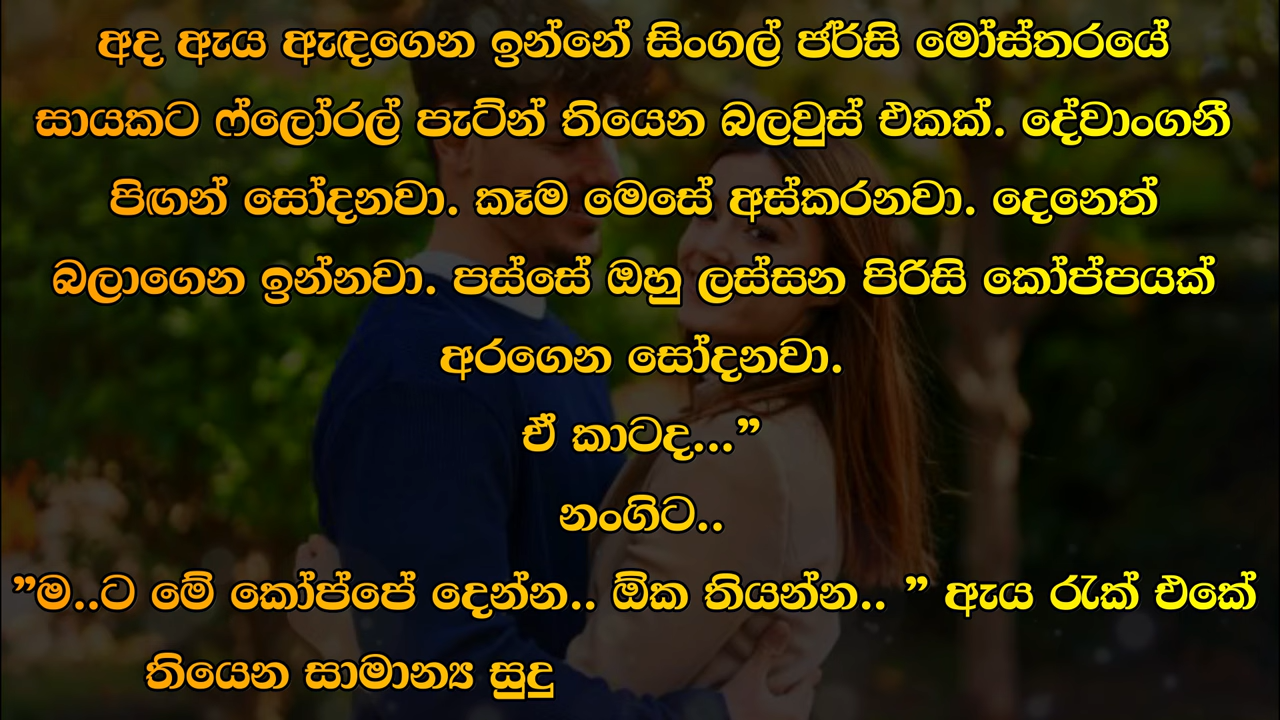 අද ඇය ඇඳගෙන ඉන්නේ සිංගල් ජර්සි මෝස්තරයේ
සායකට ෆ්ලෝරල් පැටින් තියෙන බලවුස් එකක්. දේවාංගනී
පිඟන් සෝදනවා. කෑම මෙසේ අස්කරනවා. දෙනෙත්
බලාගෙන ඉන්නවා. පස්සේ ඔහු ලස්සන පිරිසි කෝප්පයක්
අරගෙන සෝදනවා.
ඒ කාටද...”
නංගිට..
”ම..ට මේ කෝප්පේ දෙන්න.. ඕක තියන්න.. ” ඇය රැක් එකේ
තියෙන සාමාන්‍ය සුදු